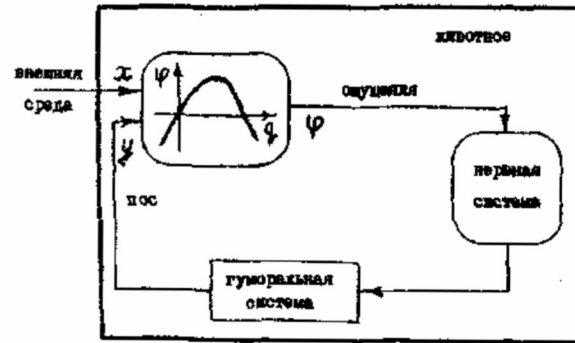 животное
внешняя
среда
x
φ
q
y
φ
ощущения
нервная
система
пос
гуморальная
система